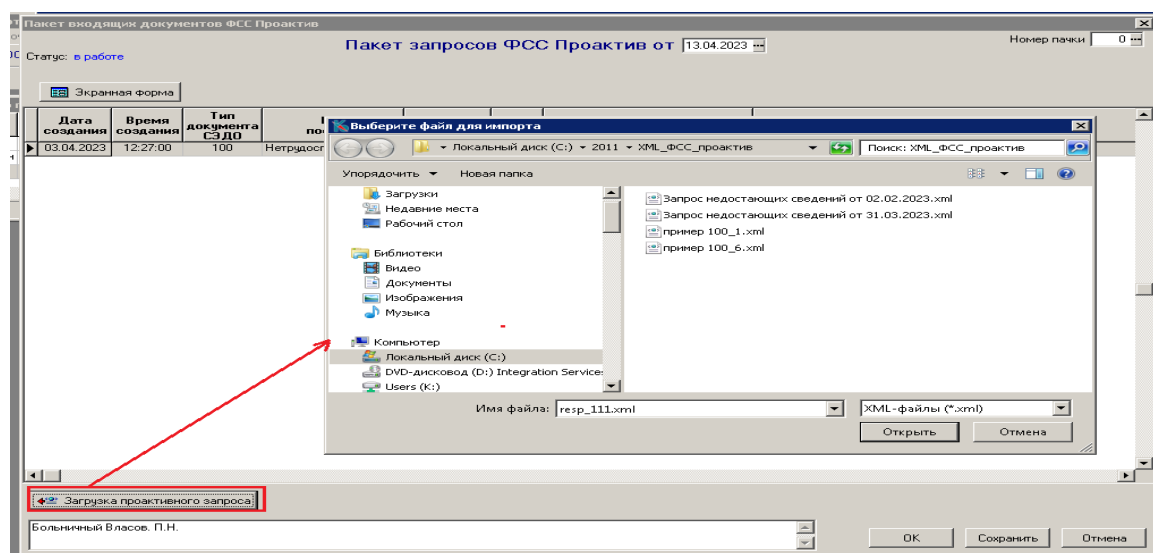 Пакет входящих документов ФСС Проактив
Пакет запросов ФСС Проактив от 13.04.2023
Номер пачки 0
Статус: в работе
Экранная форма
Дата создания
Время создания
Тип документа СЭДО
03.04.2023 12:27:00 100
Выберите файл для импорта
Локальный диск (C:) 2011 XML_ФСС_проактив
Поиск: XML_ФСС_проактив
Упорядочить Новая папка
Загрузки
Недавние места
Рабочий стол
Библиотеки
Видео
Документы
Изображения
Музыка
Компьютер
Локальный диск (C:)
DVD-дисковод (D:) Integration Service
Users (K:)
Запрос недостающих сведений от 02.02.2023.xml
Запрос недостающих сведений от 31.03.2023.xml
пример 100_1.xml
пример 100_6.xml
Имя файла: resp_111.xml
XML-файлы (*.xml)
Открыть Отмена
Загрузка проактивного запроса
Больничный Власов. П.Н.
OK Сохранить Отмена